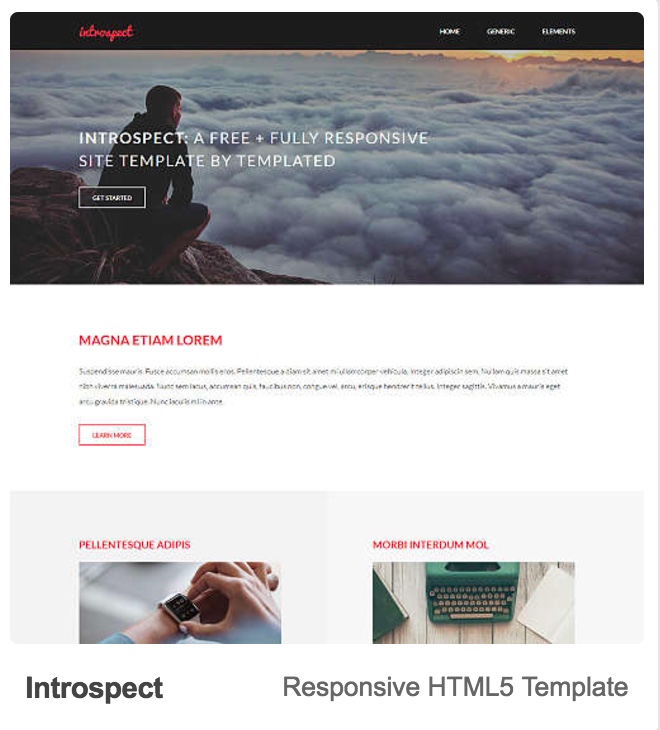 introspect
HOME GENERIC ELEMENTS
INTROSPECT: A FREE + FULLY RESPONSIVE
SITE TEMPLATE BY TEMPLATED
GET STARTED
MAGNA ETIAM LOREM
Suspendisse mauris. Fusce accumsan mollis eros. Pellentesque a diam sit amet mi ullamcorper vehicula. Integer adipiscin sem. Nullam quis massa sit amet
nibh viverra malesuada. Nunc sem lacus, accumsan quis, faucibus non, congue vel, arcu, erisque hendrerit tellus. Integer sagittis. Vivamus a mauris eget
arcu gravida tristique. Nunc iaculis mi in ante.
LEARN MORE
PELLENTESQUE ADIPIS
MORBI INTERDUM MOL
Introspect
Responsive HTML5 Template